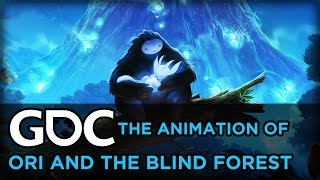 GDC THE ANIMATION OF
ORI AND THE BLIND FOREST